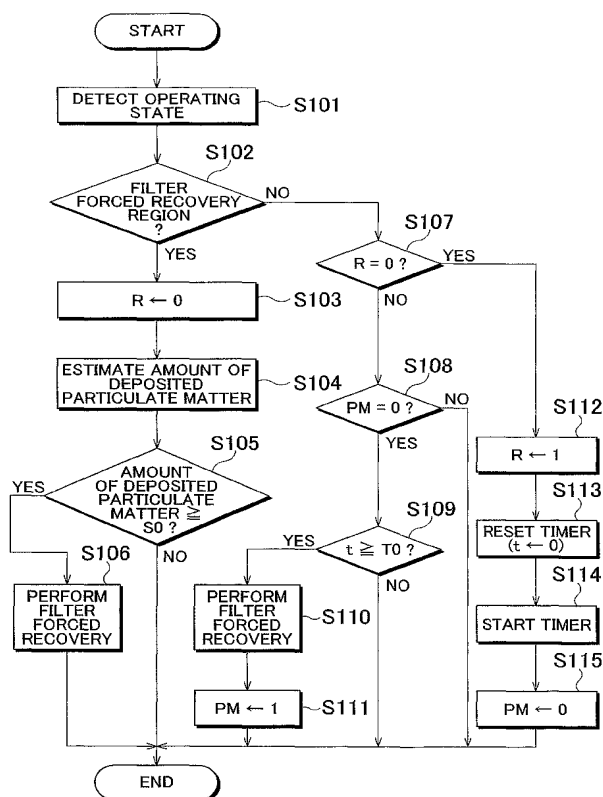 START
DETECT OPERATING
STATE
S101
S102
FILTER
FORCED RECOVERY
REGION
?
NO
YES
S107
R = 0 ?
YES
NO
R ← 0
S103
ESTIMATE AMOUNT OF
DEPOSITED
PARTICULATE MATTER
S104
S108
PM = 0 ?
NO
YES
S105
AMOUNT
OF DEPOSITED
PARTICULATE
MATTER ≧
S0 ?
YES
NO
S106
PERFORM
FILTER
FORCED
RECOVERY
S109
t ≧ T0 ?
YES
NO
PERFORM
FILTER
FORCED
RECOVERY
S110
PM ← 1
S111
S112
R ← 1
S113
RESET TIMER
(t ← 0)
S114
START TIMER
S115
PM ← 0
END